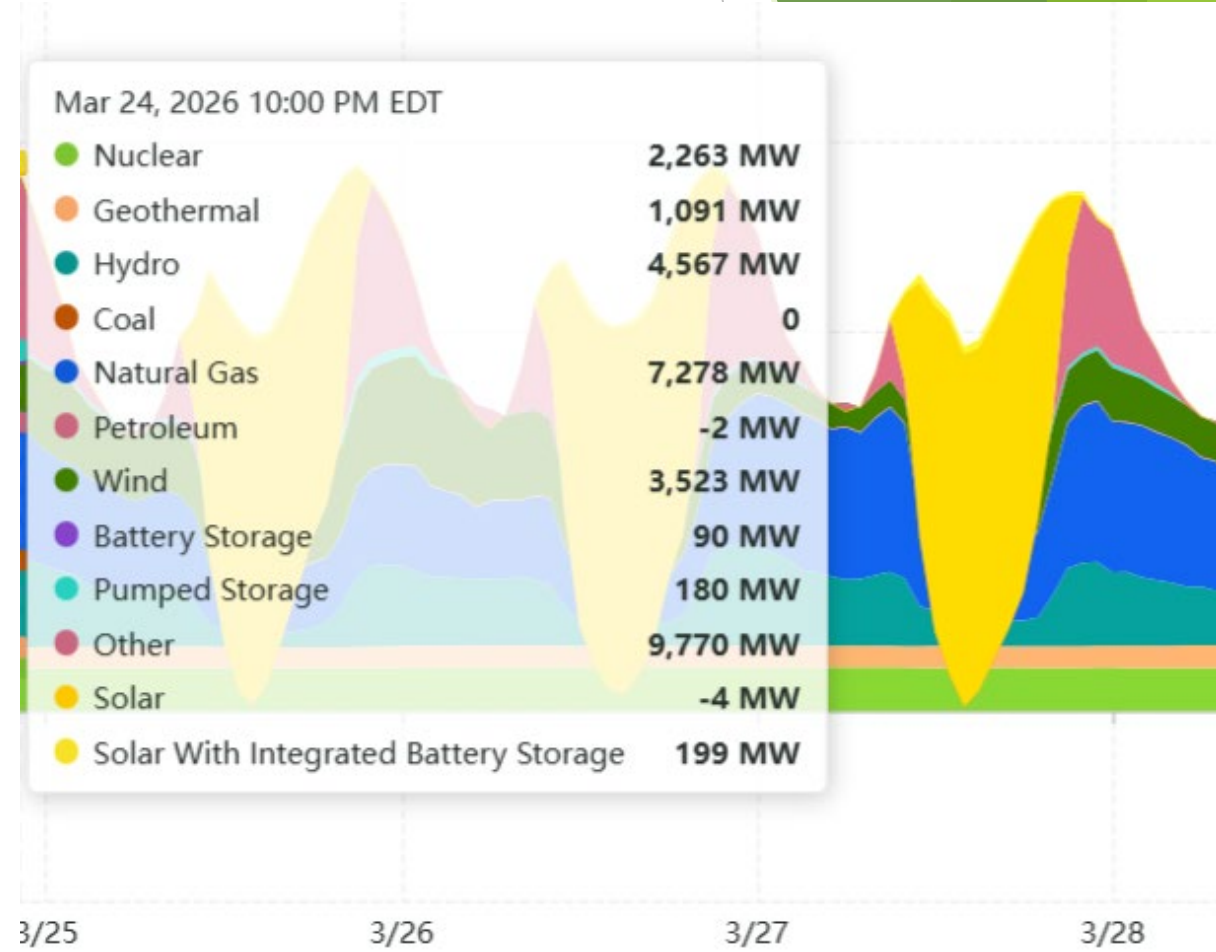 Mar 24, 2026 10:00 PM EDT
Nuclear 2,263 MW
Geothermal 1,091 MW
Hydro 4,567 MW
Coal 0
Natural Gas 7,278 MW
Petroleum -2 MW
Wind 3,523 MW
Battery Storage 90 MW
Pumped Storage 180 MW
Other 9,770 MW
Solar -4 MW
Solar With Integrated Battery Storage 199 MW
3/25 3/26 3/27 3/28